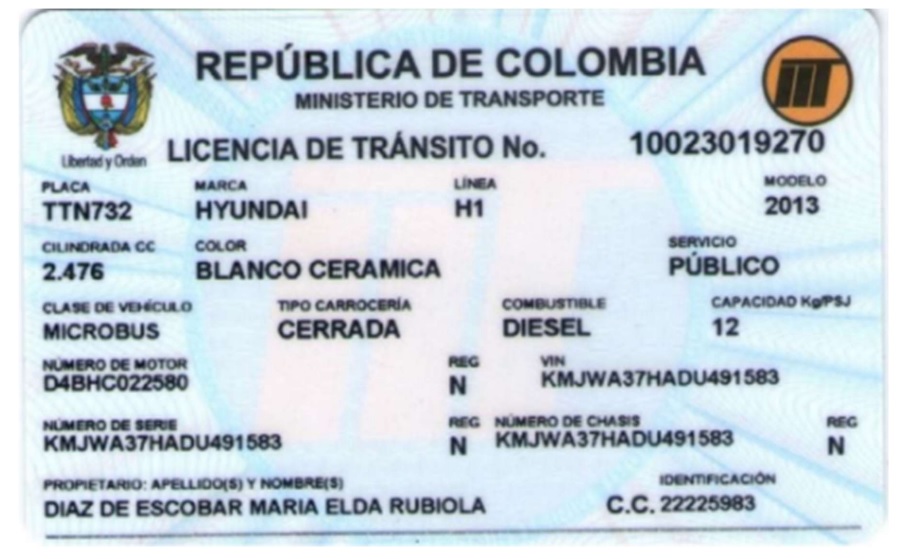 REPÚBLICA DE COLOMBIA
MINISTERIO DE TRANSPORTE
Libertad y Orden
LICENCIA DE TRÁNSITO No. 10023019270
PLACA MARCA LÍNEA MODELO
TTN732 HYUNDAI H1 2013
CILINDRADA CC COLOR SERVICIO
2.476 BLANCO CERAMICA PÚBLICO
CLASE DE VEHÍCULO TIPO CARROCERÍA COMBUSTIBLE CAPACIDAD Kg/PSJ
MICROBUS CERRADA DIESEL 12
NÚMERO DE MOTOR REG VIN
D4BHC022580 N KMJWA37HADU491583
NÚMERO DE SERIE REG NÚMERO DE CHASIS REG
KMJWA37HADU491583 N KMJWA37HADU491583 N
PROPIETARIO: APELLIDO(S) Y NOMBRE(S) IDENTIFICACIÓN
DIAZ DE ESCOBAR MARIA ELDA RUBIOLA C.C. 22225983